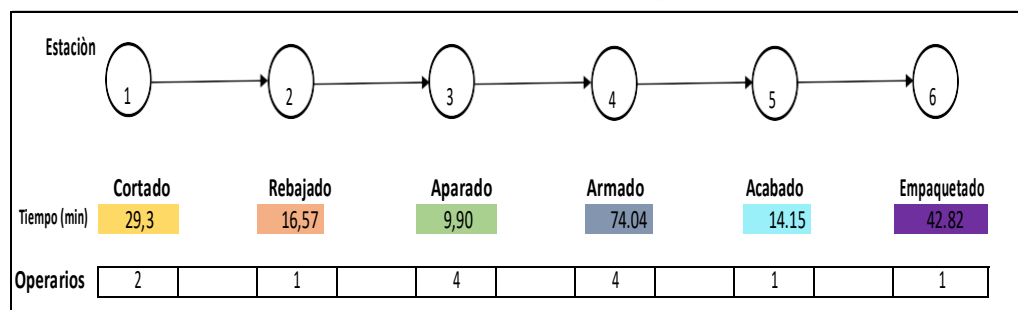 Estaciòn
1 2 3 4 5 6
Cortado Rebajado Aparado Armado Acabado Empaquetado
Tiempo (min) 29,3 16,57 9,90 74.04 14.15 42.82
Operarios 2 1 4 4 1 1